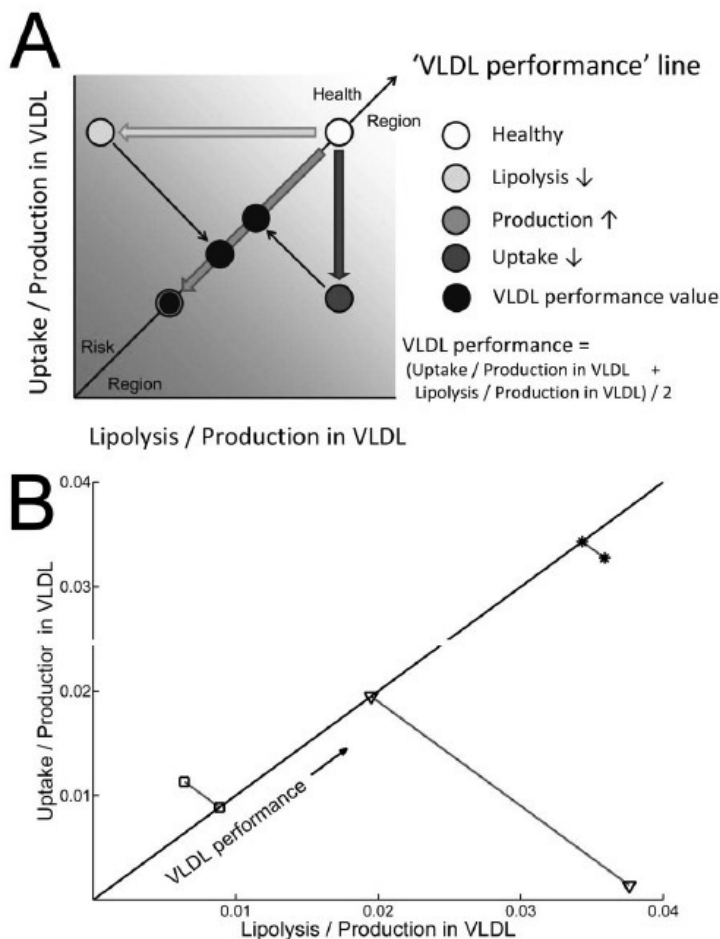 A
'VLDL performance' line
Health
Region
Healthy
Lipolysis ↓
Production ↑
Uptake ↓
VLDL performance value
Risk
Region
VLDL performance =
(Uptake / Production in VLDL +
Lipolysis / Production in VLDL) / 2
Uptake / Production in VLDL
Lipolysis / Production in VLDL
B
0.04
0.03
0.02
0.01
Uptake / Production in VLDL
VLDL performance
0.01
0.02
0.03
0.04
Lipolysis / Production in VLDL